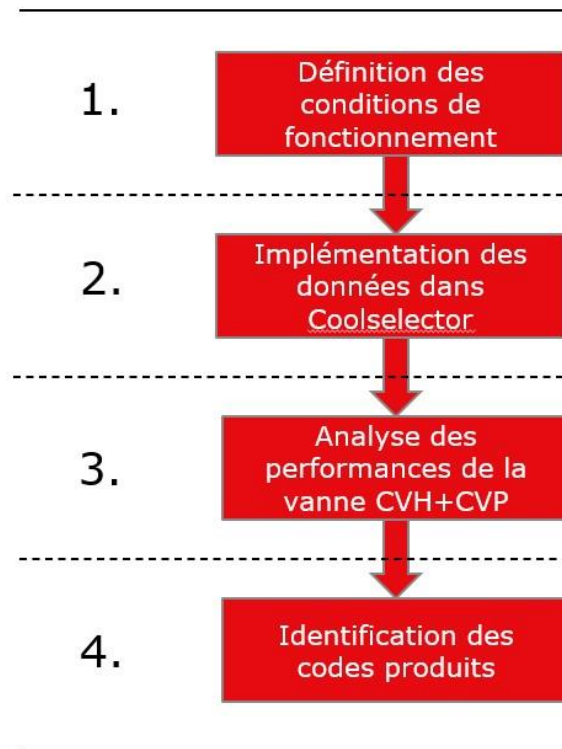 1.
Définition des
conditions de
fonctionnement
2.
Implémentation des
données dans
Coolselector
3.
Analyse des
performances de la
vanne CVH+CVP
4.
Identification des
codes produits